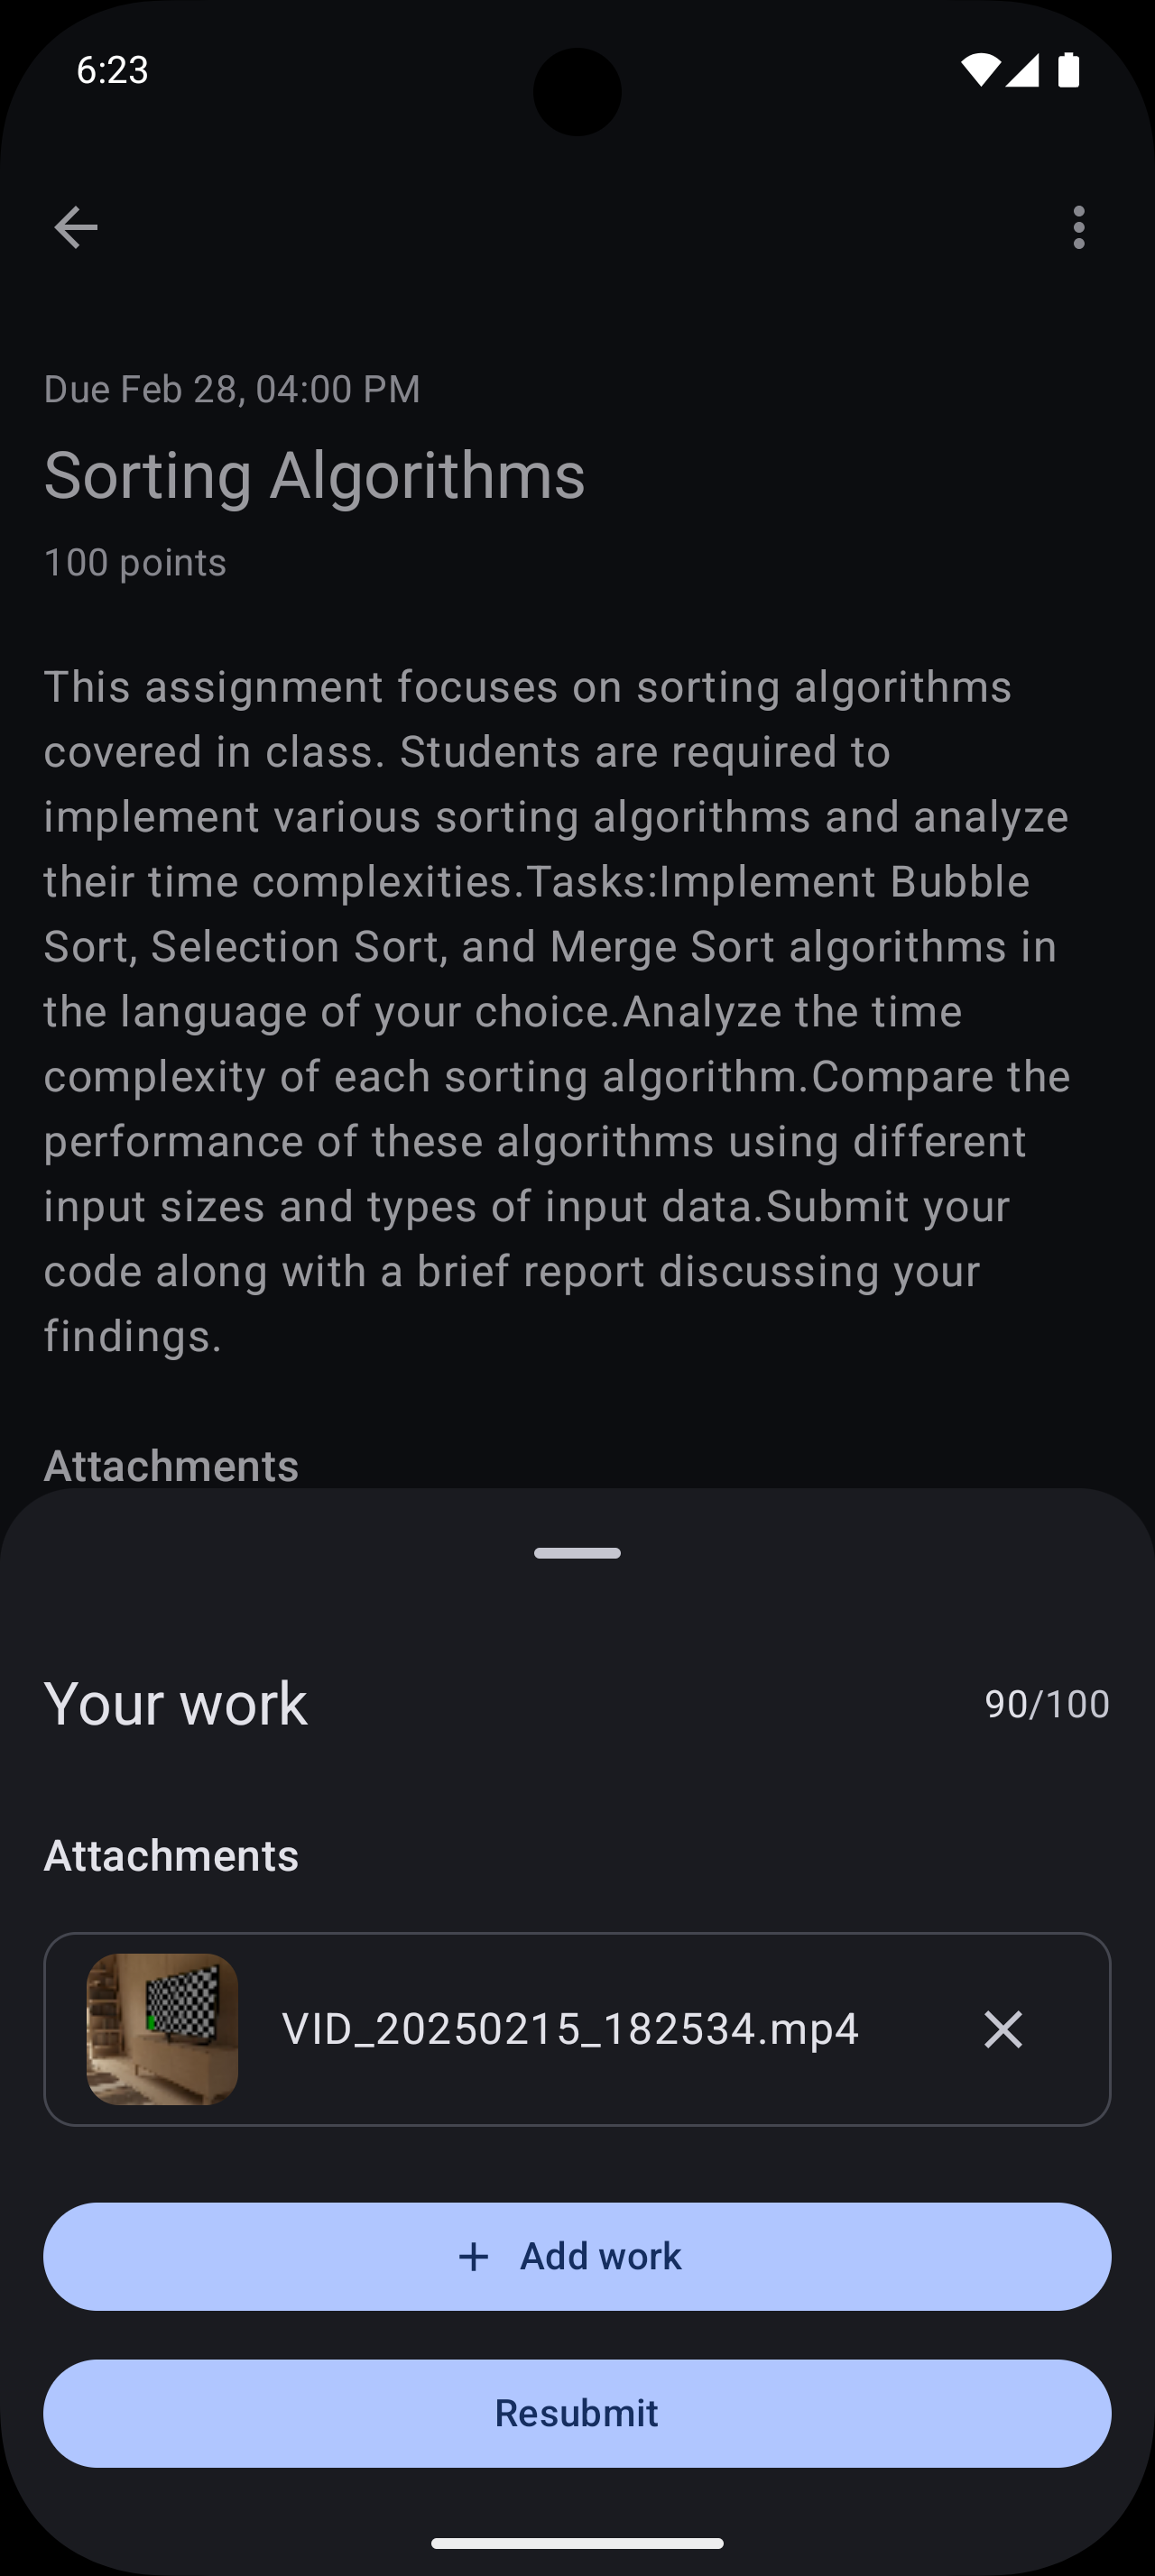 6:23
Due Feb 28, 04:00 PM
Sorting Algorithms
100 points
This assignment focuses on sorting algorithms
covered in class. Students are required to
implement various sorting algorithms and analyze
their time complexities.Tasks:Implement Bubble
Sort, Selection Sort, and Merge Sort algorithms in
the language of your choice.Analyze the time
complexity of each sorting algorithm.Compare the
performance of these algorithms using different
input sizes and types of input data.Submit your
code along with a brief report discussing your
findings.
Attachments
Your work
90/100
Attachments
VID_20250215_182534.mp4
Add work
Resubmit